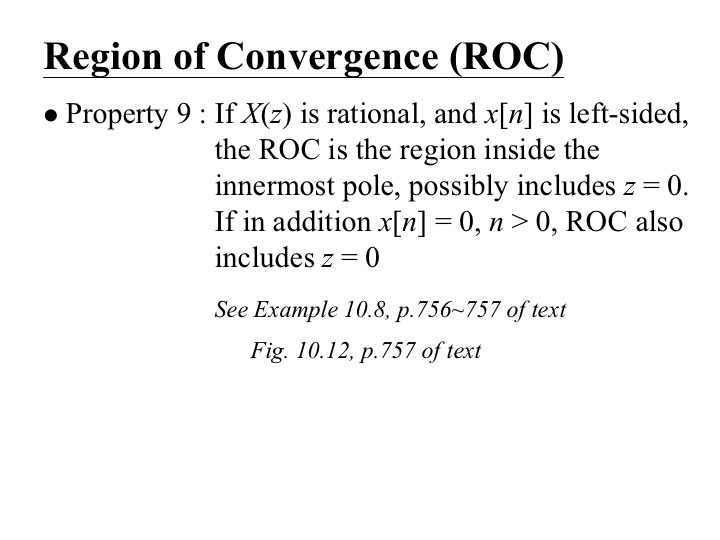 Region of Convergence (ROC)
● Property 9 : If X(z) is rational, and x[n] is left-sided,
the ROC is the region inside the
innermost pole, possibly includes z = 0.
If in addition x[n] = 0, n > 0, ROC also
includes z = 0
See Example 10.8, p.756~757 of text
Fig. 10.12, p.757 of text